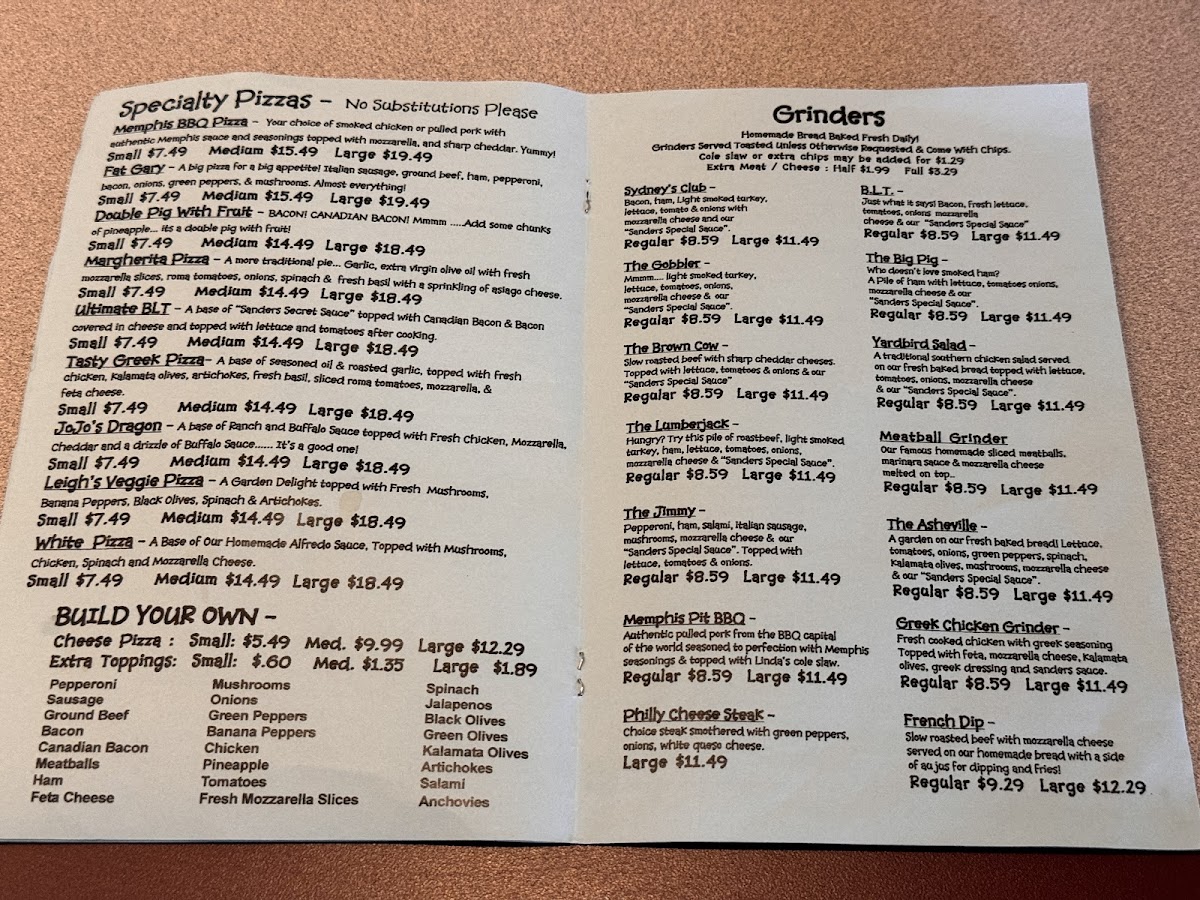 Specialty Pizzas - No Substitutions Please
Memphis BBQ Pizza - Your choice of smoked chicken or pulled pork with
authentic Memphis sauce and seasonings topped with mozzarella, and sharp cheddar. Yummy!
Small $7.49 Medium $15.49 Large $19.49
Fat Gary - A big pizza for a big appetite! Italian sausage, ground beef, ham, pepperoni,
bacon, onions, green peppers, & mushrooms. Almost everything!
Small $7.49 Medium $15.49 Large $19.49
Double Pig With Fruit - BACON! CANADIAN BACON! Mmmm .....Add some chunks
of pineapple... its a double pig with fruit!
Small $7.49 Medium $14.49 Large $18.49
Margherita Pizza - A more traditional pie... Garlic, extra virgin olive oil with fresh
mozzarella slices, roma tomatoes, onions, spinach & fresh basil with a sprinkling of asiago cheese.
Small $7.49 Medium $14.49 Large $18.49
Ultimate BLT - A base of "Sanders Secret Sauce" topped with Canadian Bacon & Bacon
covered in cheese and topped with lettuce and tomatoes after cooking.
Small $7.49 Medium $14.49 Large $18.49
Tasty Greek Pizza- A base of seasoned oil & roasted garlic, topped with fresh
chicken, kalamata olives, artichokes, fresh basil, sliced roma tomatoes, mozzarella, &
feta cheese.
Small $7.49 Medium $14.49 Large $18.49
JoJo's Dragon - A base of Ranch and Buffalo Sauce topped with Fresh Chicken, Mozzarella,
Cheddar and a drizzle of Buffalo Sauce...... It's a good one!
Small $7.49 Medium $14.49 Large $18.49
Leigh's Veggie Pizza - A Garden Delight topped with Fresh Mushrooms,
Banana Peppers, Black Olives, Spinach & Artichokes.
Small $7.49 Medium $14.49 Large $18.49
White Pizza - A Base of Our Homemade Alfredo Sauce, Topped with Mushrooms,
Chicken, Spinach and Mozzarella Cheese.
Small $7.49 Medium $14.49 Large $18.49
BUILD YOUR OWN -
Cheese Pizza : Small: $5.49 Med. $9.99 Large $12.29
Extra Toppings: Small: $.60 Med. $1.35 Large $1.89
Pepperoni
Sausage
Ground Beef
Bacon
Canadian Bacon
Meatballs
Ham
Feta Cheese
Mushrooms
Onions
Green Peppers
Banana Peppers
Chicken
Pineapple
Tomatoes
Fresh Mozzarella Slices
Spinach
Jalapenos
Black Olives
Green Olives
Kalamata Olives
Artichokes
Salami
Anchovies
Grinders
Homemade Bread Baked Fresh Daily!
Grinders Served Toasted Unless Otherwise Requested & Come With Chips.
Cole slaw or extra chips may be added for $1.29
Extra Meat / Cheese : Half $1.99 Full $3.29
Sydney's Club -
Bacon, ham, Light smoked turkey,
lettuce, tomato & onions with
mozzarella cheese and our
"Sanders Special Sauce".
Regular $8.59 Large $11.49
The Gobbler -
Mmmm.... light smoked turkey,
lettuce, tomatoes, onions,
mozzarella cheese & our
"Sanders Special Sauce".
Regular $8.59 Large $11.49
The Brown Cow -
Slow roasted beef with sharp cheddar cheeses.
Topped with lettuce, tomatoes & onions & our
"Sanders Special Sauce"
Regular $8.59 Large $11.49
The Lumberjack -
Hungry? Try this pile of roastbeef, light smoked
turkey, ham, lettuce, tomatoes, onions,
mozzarella cheese & "Sanders Special Sauce".
Regular $8.59 Large $11.49
The Jimmy -
Pepperoni, ham, salami, italian sausage,
mushrooms, mozzarella cheese & our
"Sanders Special Sauce". Topped with
lettuce, tomatoes & onions.
Regular $8.59 Large $11.49
Memphis Pit BBQ -
Authentic pulled pork from the BBQ capital
of the world seasoned to perfection with Memphis
seasonings & topped with Linda's cole slaw.
Regular $8.59 Large $11.49
Philly Cheese Steak -
Choice steak smothered with green peppers,
onions, white queso cheese.
Large $11.49
B.L.T. -
Just what it says! Bacon, fresh lettuce,
tomatoes, onions mozzarella
cheese & our "Sanders Special Sauce"
Regular $8.59 Large $11.49
The Big Pig -
Who doesn't love smoked ham?
A Pile of ham with lettuce, tomatoes onions,
mozzarella cheese & our
"Sanders Special Sauce".
Regular $8.59 Large $11.49
Yardbird Salad -
A traditional southern chicken salad served
on our fresh baked bread topped with lettuce,
tomatoes, onions, mozzarella cheese
& our "Sanders Special Sauce".
Regular $8.59 Large $11.49
Meatball Grinder
Our famous homemade sliced meatballs,
marinara sauce & mozzarella cheese
melted on top..
Regular $8.59 Large $11.49
The Asheville -
A garden on our fresh baked bread! Lettuce,
tomatoes, onions, green peppers, spinach,
kalamata olives, mushrooms, mozzarella cheese
& our "Sanders Special Sauce".
Regular $8.59 Large $11.49
Greek Chicken Grinder -
Fresh cooked chicken with greek seasoning
Topped with feta, mozzarella cheese, kalamata
olives, greek dressing and sanders sauce.
Regular $8.59 Large $11.49
French Dip -
Slow roasted beef with mozzarella cheese
served on our homemade bread with a side
of au jus for dipping and fries!
Regular $9.29 Large $12.29